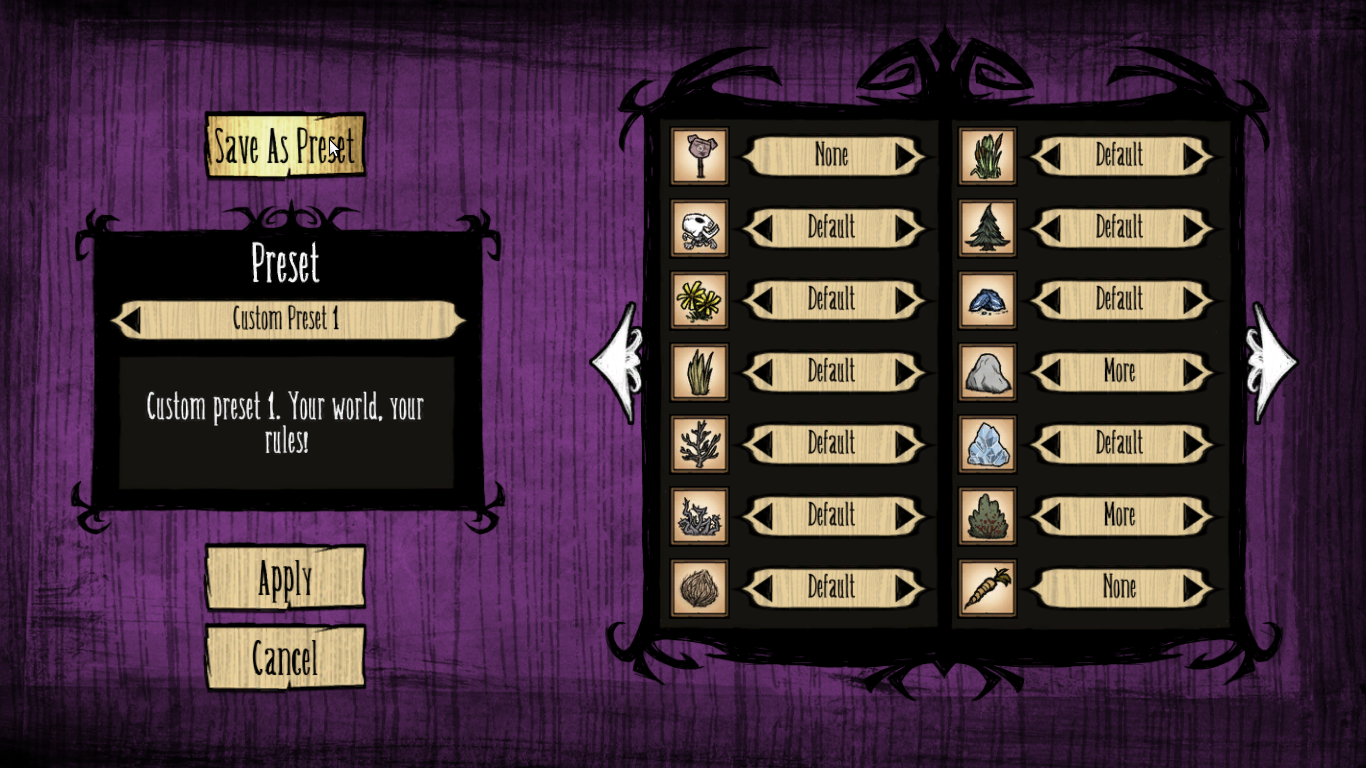 Save As Preset
Preset
Custom Preset 1
Custom preset 1. Your world, your
rules!
Apply
Cancel
None
Default
Default
Default
Default
Default
Default
Default
Default
Default
More
Default
More
None